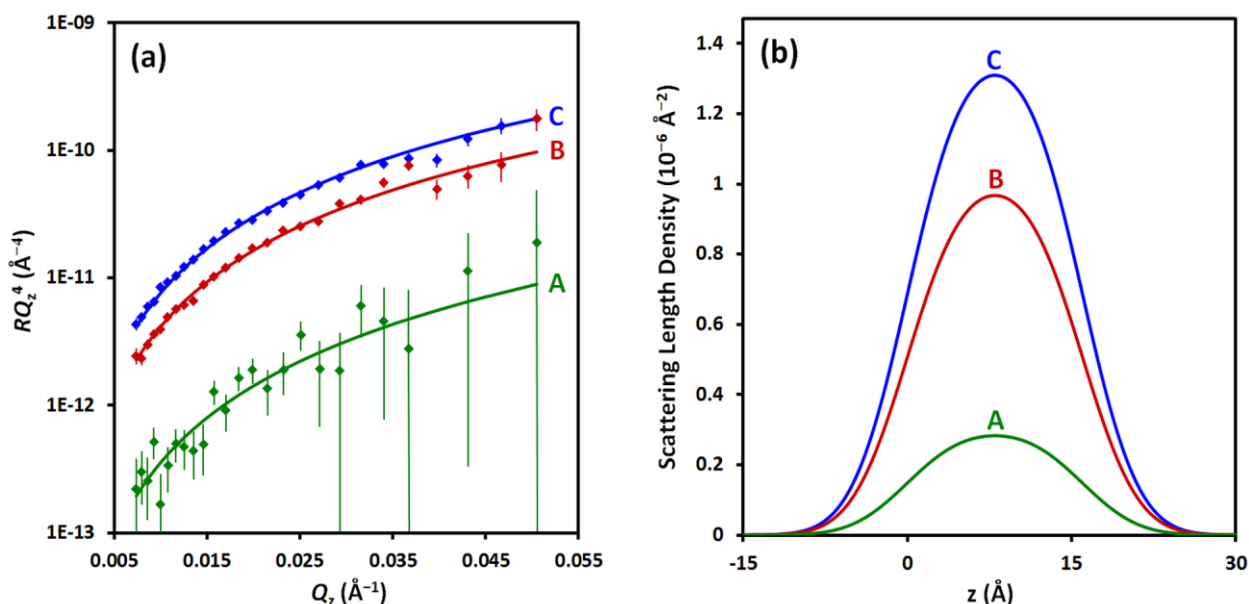 (a)
1E-09
1E-10
1E-11
1E-12
1E-13
RQz⁴ (Å⁻⁴)
C
B
A
0.005 0.015 0.025 0.035 0.045 0.055
Qz (Å⁻¹)
(b)
1.4
1.2
1
0.8
0.6
0.4
0.2
0
Scattering Length Density (10⁻⁶ Å⁻²)
C
B
A
-15 0 15 30
z (Å)